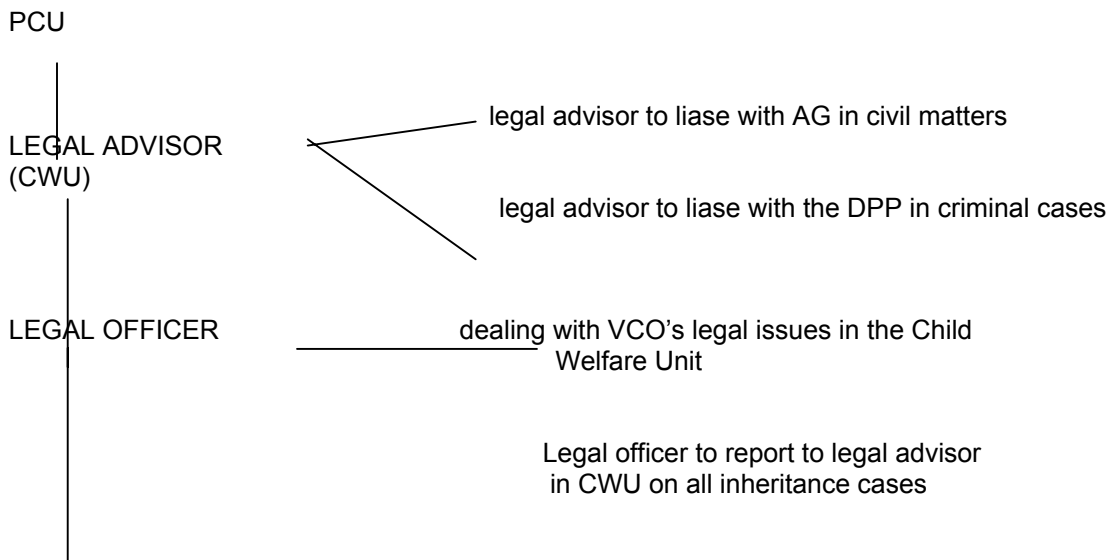 PCU
legal advisor to liase with AG in civil matters
LEGAL ADVISOR
(CWU)
legal advisor to liase with the DPP in criminal cases
LEGAL OFFICER
dealing with VCO’s legal issues in the Child
Welfare Unit
Legal officer to report to legal advisor
in CWU on all inheritance cases